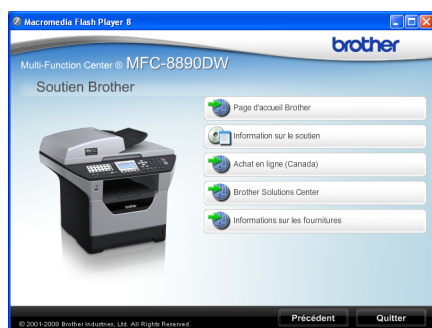 Macromedia Flash Player 8
brother
Multi-Function Center ® MFC-8890DW
Soutien Brother
Page d'accueil Brother
Information sur le soutien
Achat en ligne (Canada)
Brother Solutions Center
Informations sur les fournitures
brother
Précédent
Quitter
© 2001-2008 Brother Industries, Ltd. All Rights Reserved.